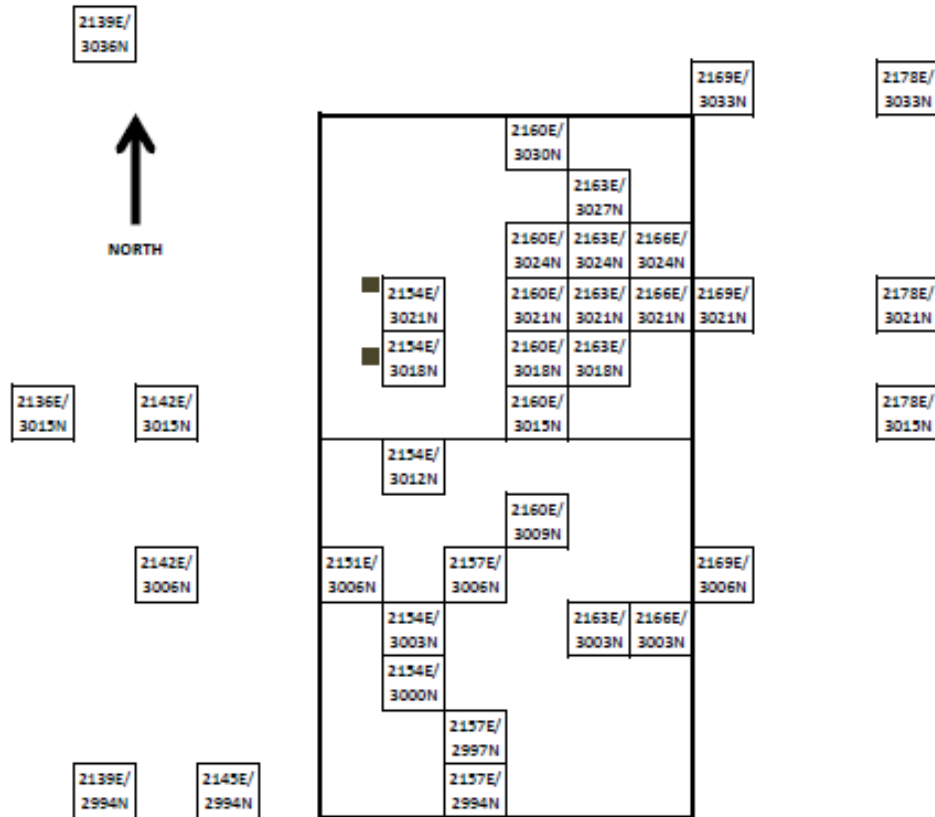 2139E/
3036N
2169E/ 2178E/
3033N 3033N
2160E/
3030N
2163E/
3027N
NORTH
2160E/ 2163E/ 2166E/
3024N 3024N 3024N
2154E/ 2160E/ 2163E/ 2166E/ 2169E/ 2178E/
3021N 3021N 3021N 3021N 3021N 3021N
2154E/ 2160E/ 2163E/
3018N 3018N 3018N
2136E/ 2142E/ 2160E/ 2178E/
3015N 3015N 3015N 3015N
2154E/
3012N
2160E/
3009N
2142E/ 2151E/ 2157E/ 2169E/
3006N 3006N 3006N 3006N
2154E/ 2163E/ 2166E/
3003N 3003N 3003N
2154E/
3000N
2157E/
2997N
2139E/ 2145E/ 2157E/
2994N 2994N 2994N